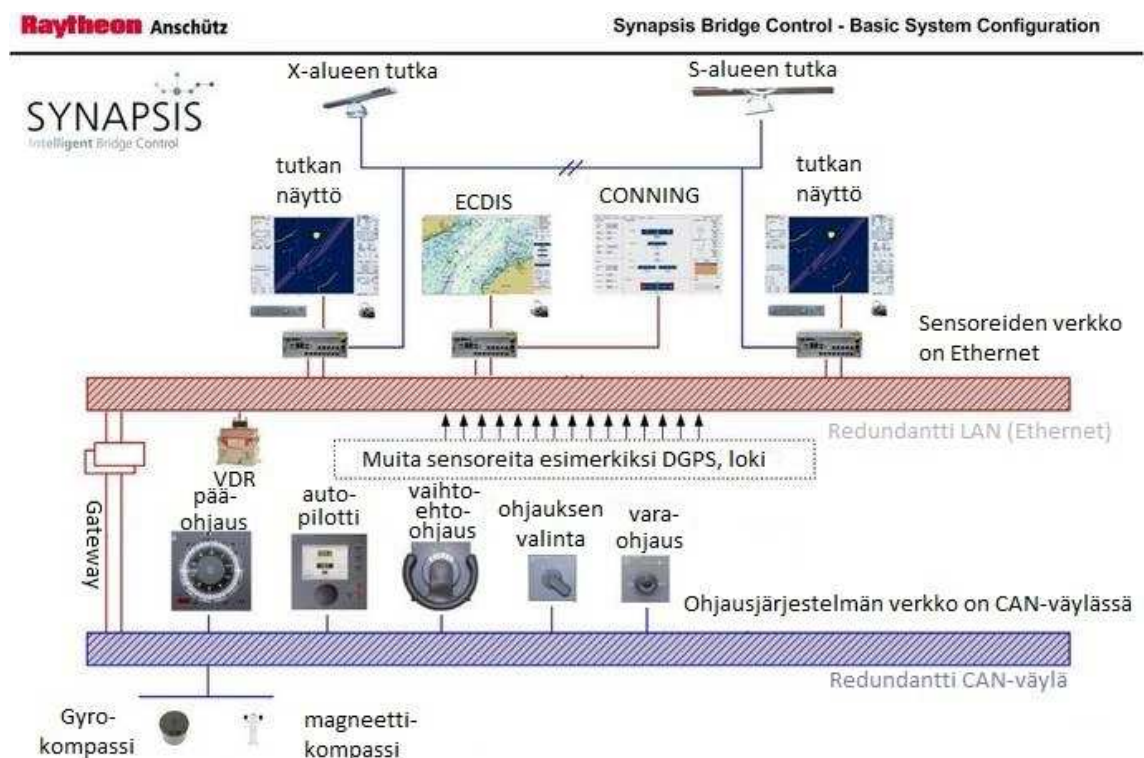 Raytheon Anschütz
Synapsis Bridge Control - Basic System Configuration
SYNAPSIS
Intelligent Bridge Control
X-alueen tutka
S-alueen tutka
tutkan
näyttö
ECDIS
CONNING
tutkan
näyttö
Sensoreiden verkko
on Ethernet
Redundantti LAN (Ethernet)
Muita sensoreita esimerkiksi DGPS, loki
VDR
Gateway
pää-
ohjaus
auto-
pilotti
vaihto-
ehto-
ohjaus
ohjauksen
valinta
vara-
ohjaus
Ohjausjärjestelmän verkko on CAN-väylässä
Redundantti CAN-väylä
Gyro-
kompassi
magneetti-
kompassi